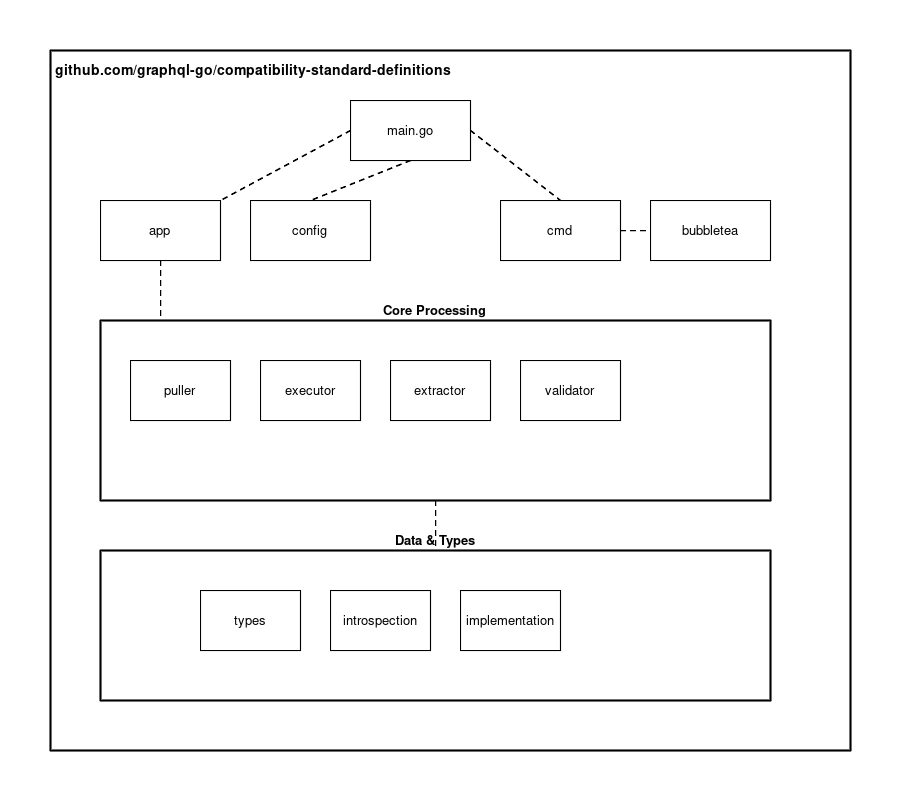 github.com/graphql-go/compatibility-standard-definitions
main.go
app
config
cmd
bubbletea
Core Processing
puller
executor
extractor
validator
Data & Types
types
introspection
implementation